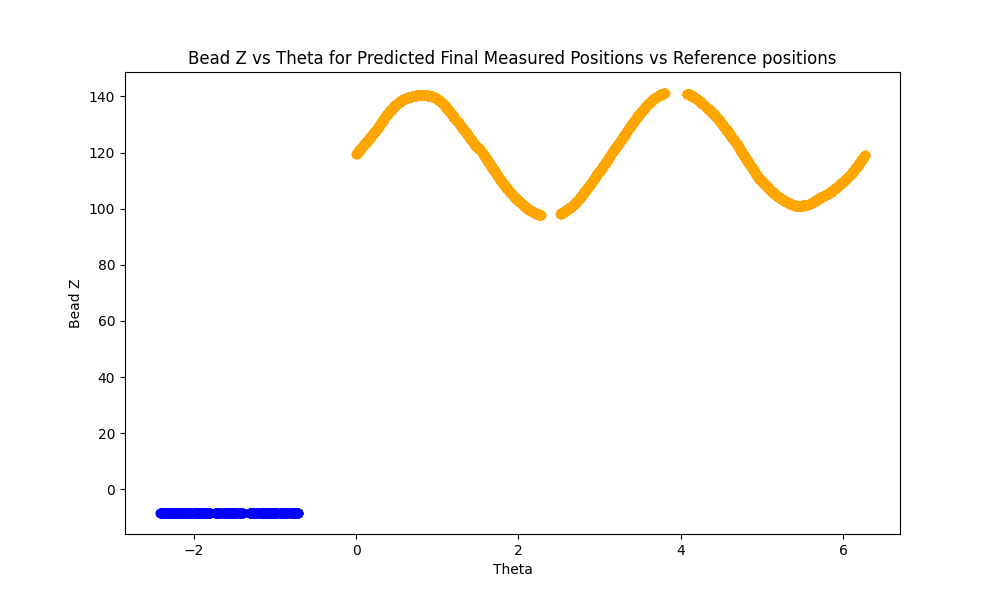 Bead Z vs Theta for Predicted Final Measured Positions vs Reference positions
140
120
100
80
60
40
20
0
Bead Z
−2 0 2 4 6
Theta